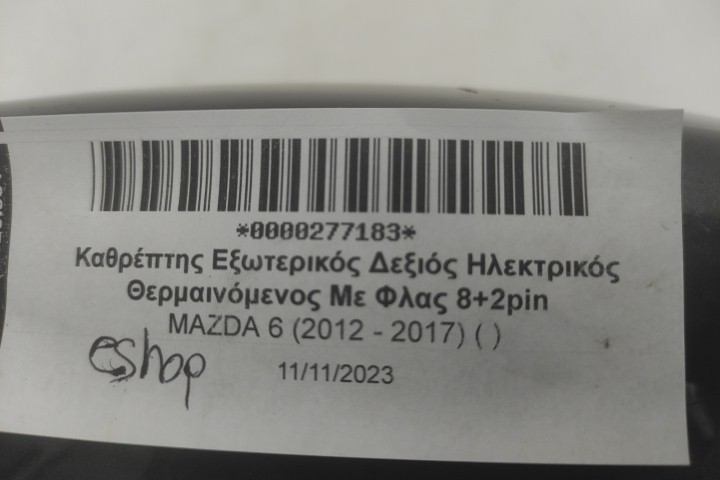 *0000277183*
Καθρέπτης Εξωτερικός Δεξιός Ηλεκτρικός
Θερμαινόμενος Με Φλας 8+2pin
MAZDA 6 (2012 - 2017) ( )
eshop
11/11/2023